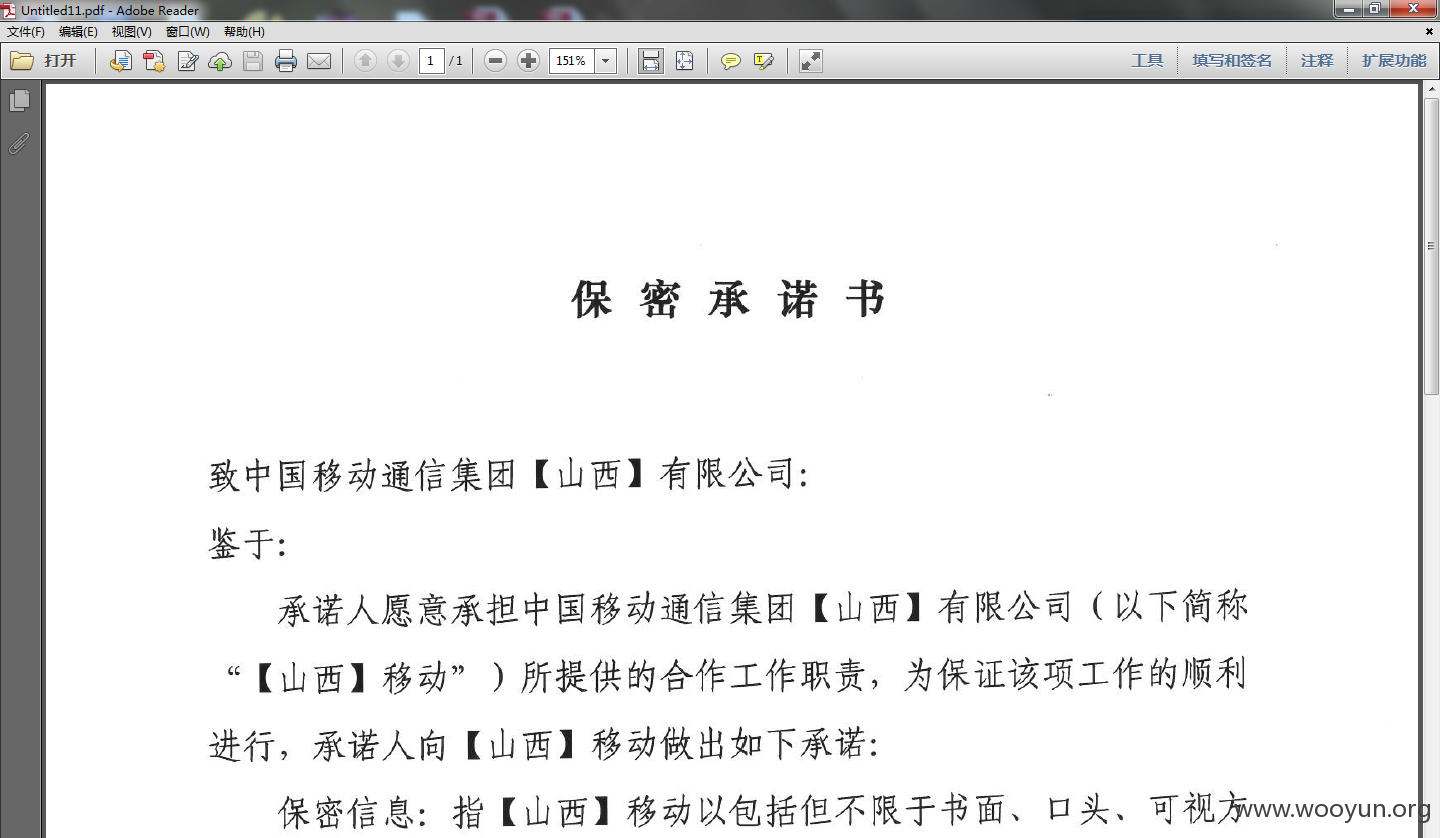 Untitled11.pdf - Adobe Reader
文件(F) 编辑(E) 视图(V) 窗口(W) 帮助(H)
打开 1 / 1 151% 工具 填写和签名 注释 扩展功能
保密承诺书
致中国移动通信集团【山西】有限公司：
鉴于：
承诺人愿意承担中国移动通信集团【山西】有限公司（以下简称
“【山西】移动”）所提供的合作工作职责，为保证该项工作的顺利
进行，承诺人向【山西】移动做出如下承诺：
保密信息：指【山西】移动以包括但不限于书面、口头、可视方
www.wooyun.org